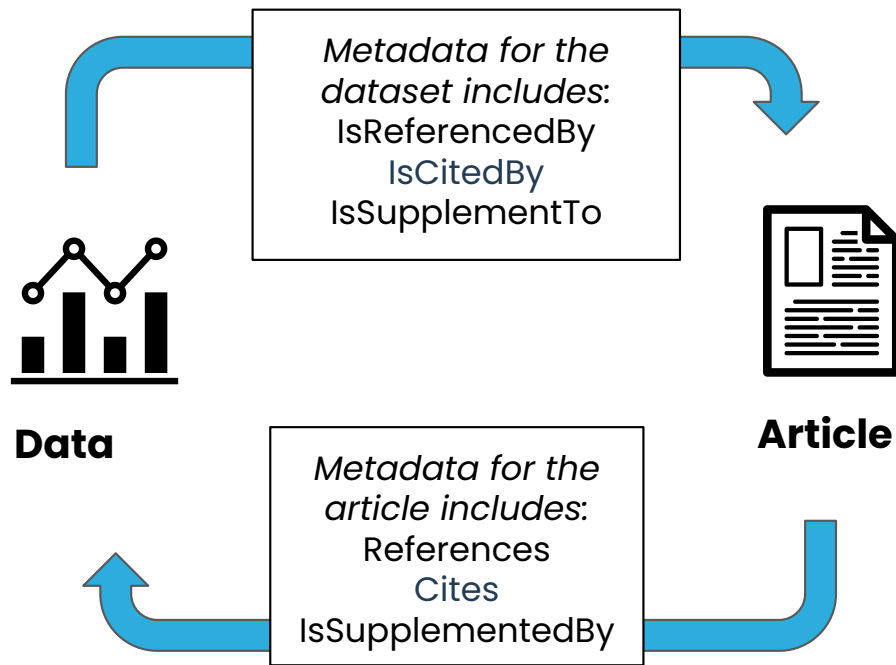 Metadata for the
dataset includes:
IsReferencedBy
IsCitedBy
IsSupplementTo
Data
Article
Metadata for the
article includes:
References
Cites
IsSupplementedBy